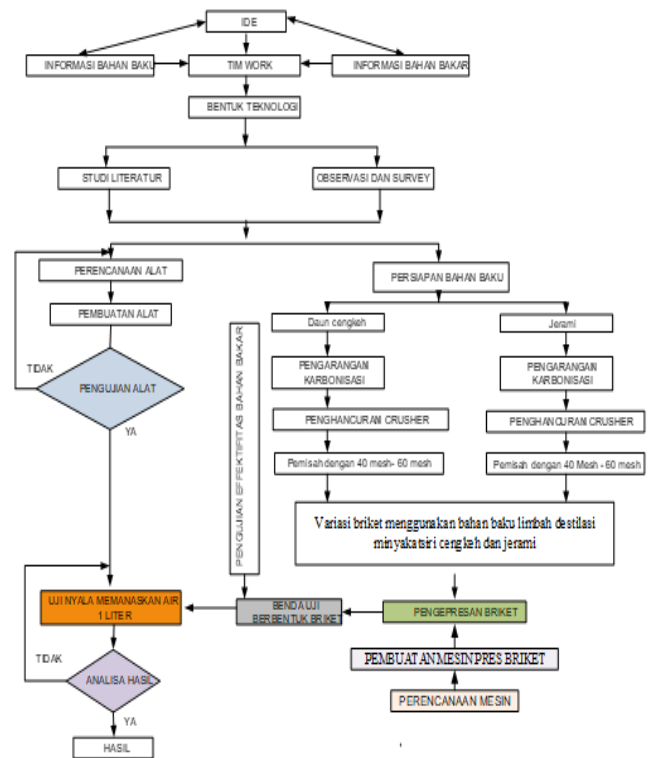 IDE
INFORMASI BAHAN BAKU
TIM WORK
INFORMASI BAHAN BAKAR
BENTUK TEKNOLOGI
STUDI LITERATUR
OBSERVASI DAN SURVEY
PERENCANAAN ALAT
PERSIAPAN BAHAN BAKU
PEMBUATAN ALAT
Daun cengkeh
Jerami
TIDAK
PENGUJIAN ALAT
YA
PENGUJIAN EFFEKTIFITAS BAHAN BAKAR
PENGARANGAN\
KARBONISASI
PENGARANGAN\
KARBONISASI
PENGHANCURAN\ CRUSHER
PENGHANCURAN\ CRUSHER
Pemisah dengan 40 mesh- 60 mesh
Pemisah dengan 40 Mesh - 60 mesh
Variasi briket menggunakan bahan baku limbah destilasi
minyakatsiri cengkeh dan jerami
UJI NYALA MEMANASKAN AIR
1 LITER
BENDA UJI
BERBENTUK BRIKET
PENGEPRESAN BRIKET
TIDAK
ANALISA HASIL
PEMBUATAN MESIN PRES BRIKET
PERENCANAAN MESIN
YA
HASIL